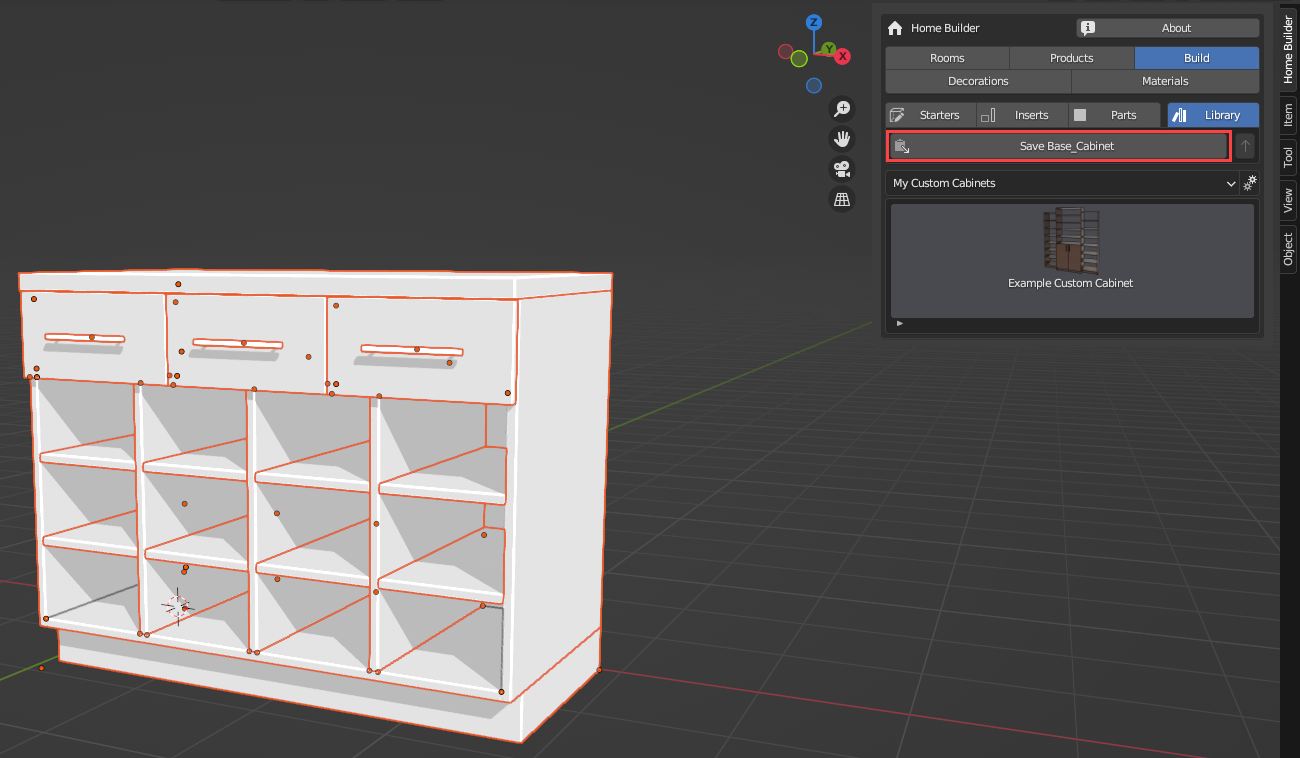 Home Builder
About
Rooms
Products
Build
Decorations
Materials
Starters
Inserts
Parts
Library
Save Base_Cabinet
My Custom Cabinets
Example Custom Cabinet
Z
Y
X
Home Builder
Item
Tool
View
Object